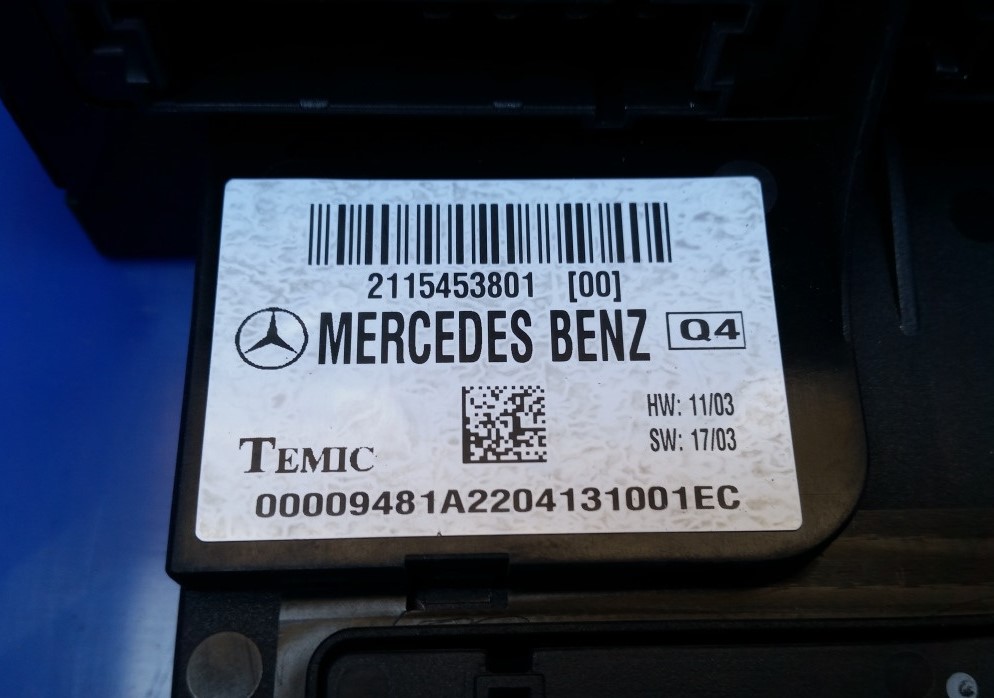 2115453801 [00]
MERCEDES BENZ Q4
HW: 11/03
SW: 17/03
TEMIC
00009481A2204131001EC